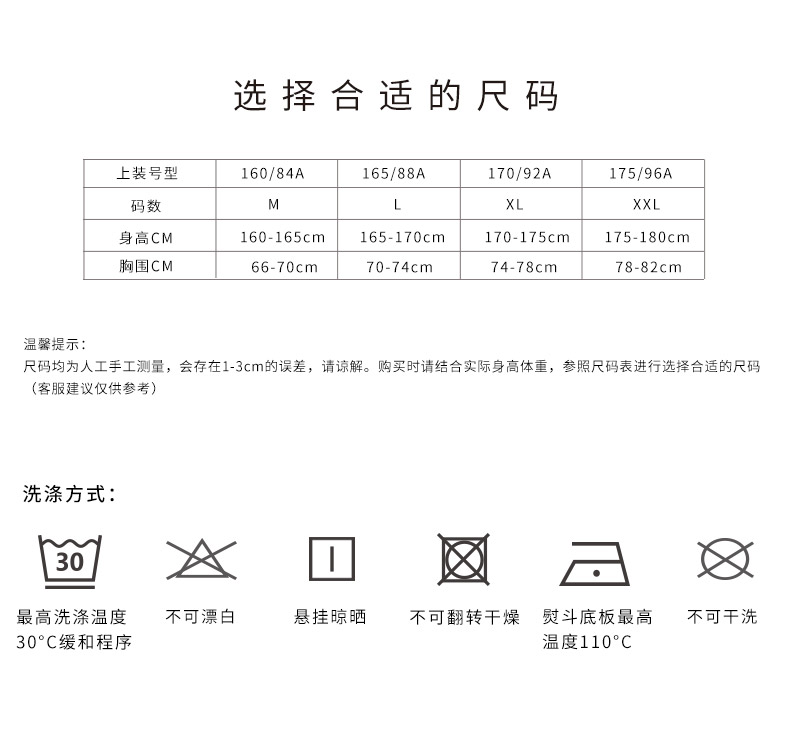 选择合适的尺码
上装号型 160/84A 165/88A 170/92A 175/96A
码数 M L XL XXL
身高CM 160-165cm 165-170cm 170-175cm 175-180cm
胸围CM 66-70cm 70-74cm 74-78cm 78-82cm
温馨提示：
尺码均为人工手工测量，会存在1-3cm的误差，请谅解。购买时请结合实际身高体重，参照尺码表进行选择合适的尺码
（客服建议仅供参考）
洗涤方式：
30
最高洗涤温度 不可漂白 悬挂晾晒 不可翻转干燥 熨斗底板最高 不可干洗
30°C缓和程序 温度110°C